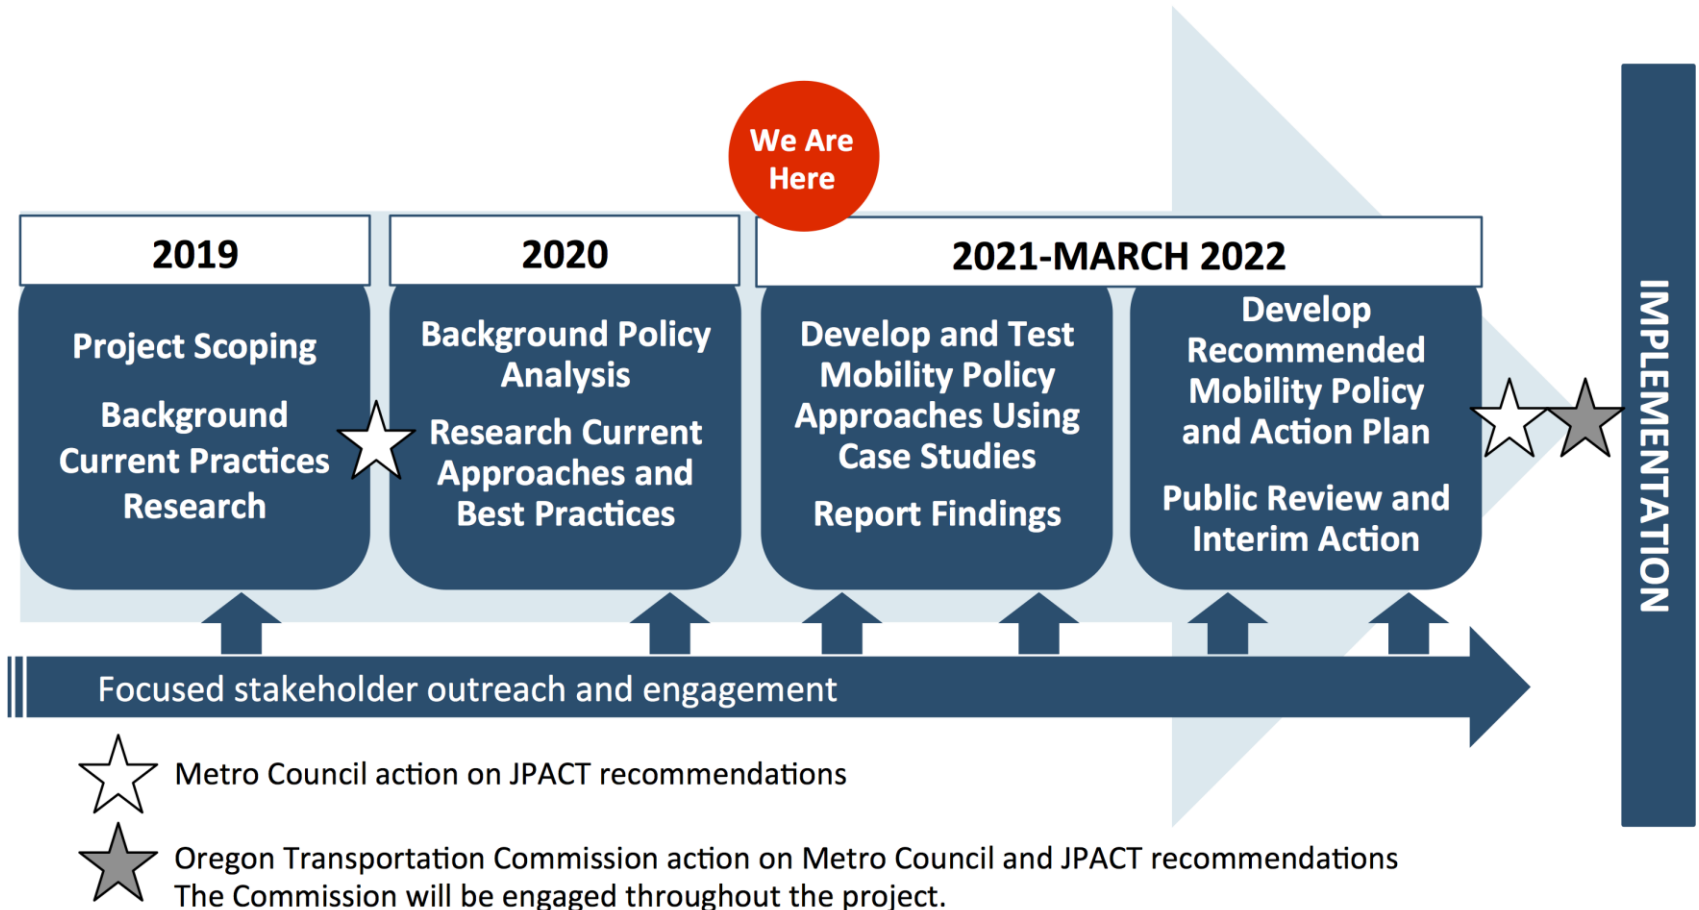 We Are
Here
2019
2020
2021-MARCH 2022
Project Scoping
Background
Current Practices
Research
Background Policy
Analysis
Research Current
Approaches and
Best Practices
Develop and Test
Mobility Policy
Approaches Using
Case Studies
Report Findings
Develop
Recommended
Mobility Policy
and Action Plan
Public Review and
Interim Action
IMPLEMENTATION
Focused stakeholder outreach and engagement
Metro Council action on JPACT recommendations
Oregon Transportation Commission action on Metro Council and JPACT recommendations
The Commission will be engaged throughout the project.